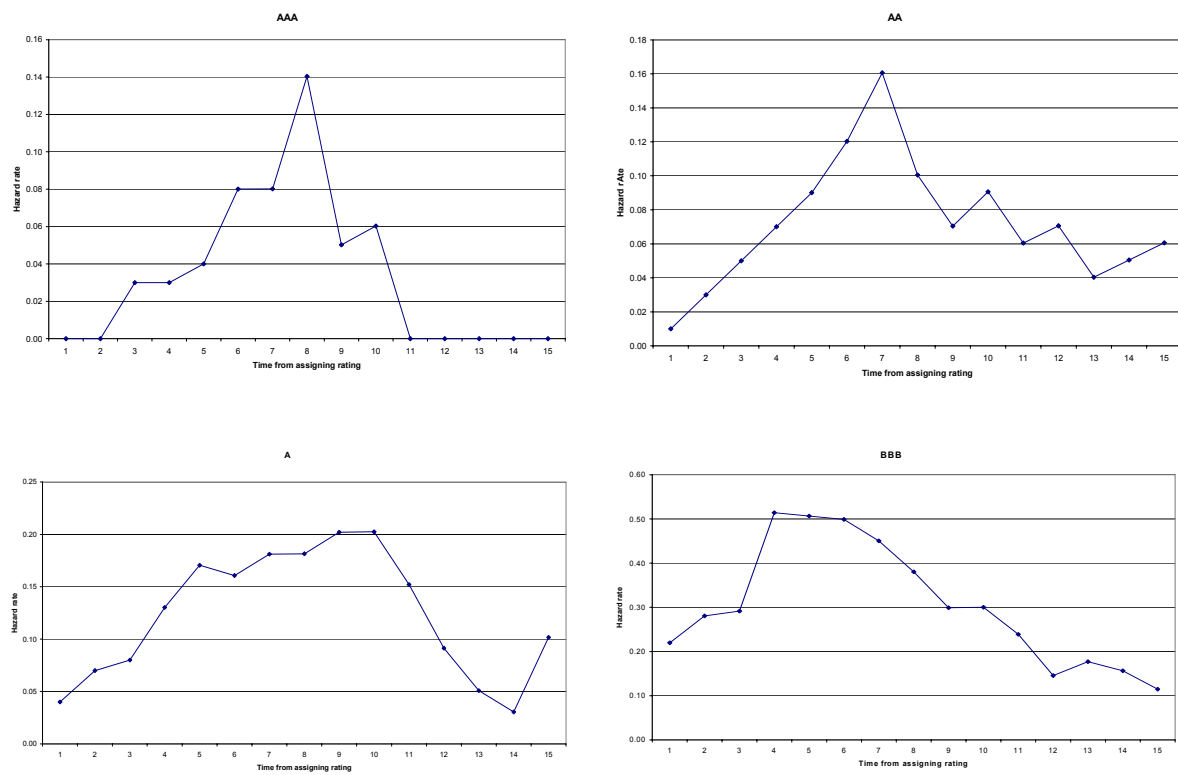 AAA
0.16
0.14
0.12
0.10
0.08
0.06
0.04
0.02
0.00
Hazard rate
1 2 3 4 5 6 7 8 9 10 11 12 13 14 15
Time from assigning rating
AA
0.18
0.16
0.14
0.12
0.10
0.08
0.06
0.04
0.02
0.00
Hazard rAte
1 2 3 4 5 6 7 8 9 10 11 12 13 14 15
Time from assigning rating
A
0.25
0.20
0.15
0.10
0.05
0.00
Hazard rate
1 2 3 4 5 6 7 8 9 10 11 12 13 14 15
Time from assigning rating
BBB
0.60
0.50
0.40
0.30
0.20
0.10
0.00
Hazard rate
1 2 3 4 5 6 7 8 9 10 11 12 13 14 15
Time from assigning rating